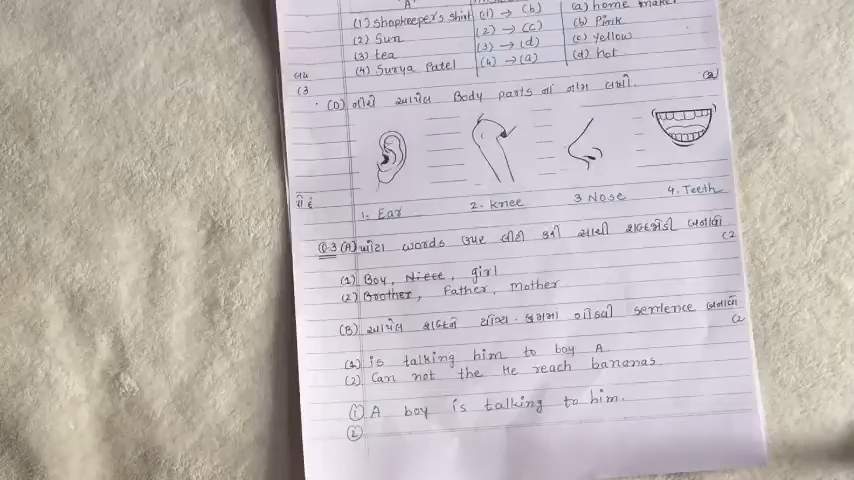 A
(1) shopkeeper's shirt (1) → (b) (a) home maker
(2) Sun (2) → (c) (b) Pink
(3) tea (3) → (d) (c) yellow
(4) Surya Patel (4) → (a) (d) hot
(D) નીચે આપેલ Body parts નાં નામ લખો.
1. Ear 2. Knee 3 Nose 4. Teeth
Q-3 (A) ખોટા words ઉપર લીટી કરી સાચી શબ્દજોડી બનાવો (2
(1) Boy, Niece, girl
(2) Brother, Father, Mother
(B) આપેલ શબ્દોને યોગ્ય ક્રમમાં ગોઠવી sentence બનાવો (2
(1) is talking him to boy A
(2) Can not the He reach bananas
(1) A boy is talking to him.
(2)